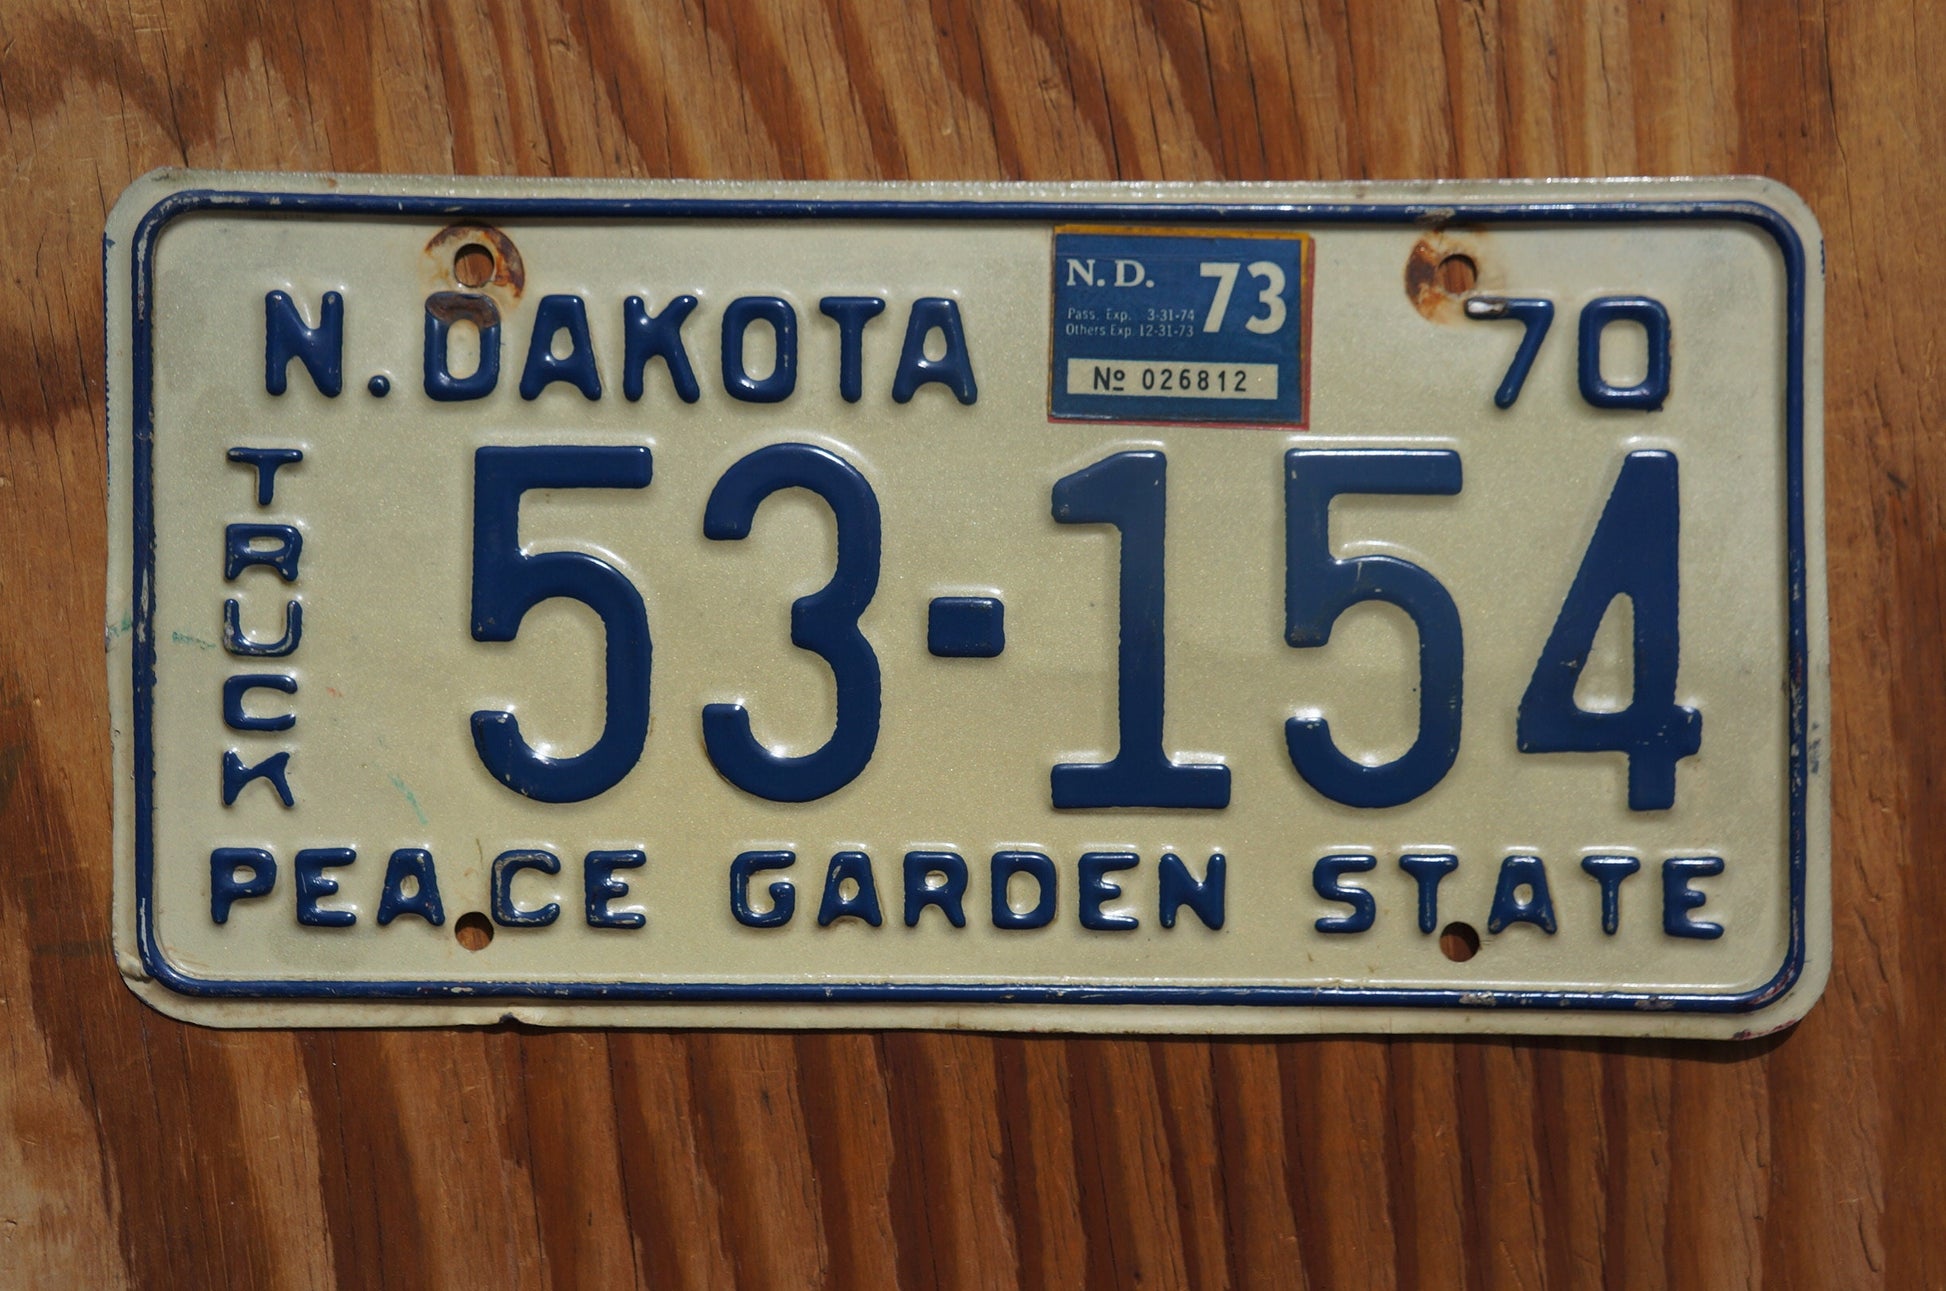 N. DAKOTA
N. D. 73
Pass. Exp. 3-31-74
Others Exp 12-31-73
Nº 026812
70
TRUCK
53-154
PEACE GARDEN STATE